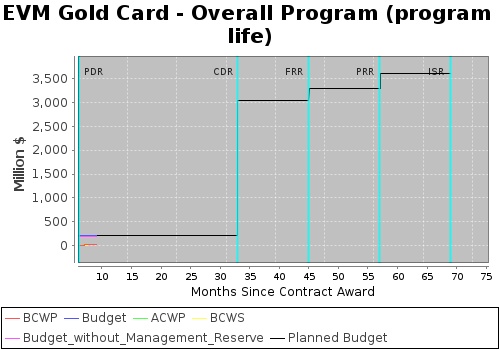 EVM Gold Card - Overall Program (program
life)
PDR CDR FRR PRR ISR
3,500
3,000
2,500
2,000
1,500
1,000
500
0
Million $
10 15 20 25 30 35 40 45 50 55 60 65 70 75
Months Since Contract Award
BCWP Budget ACWP BCWS
Budget_without_Management_Reserve Planned Budget